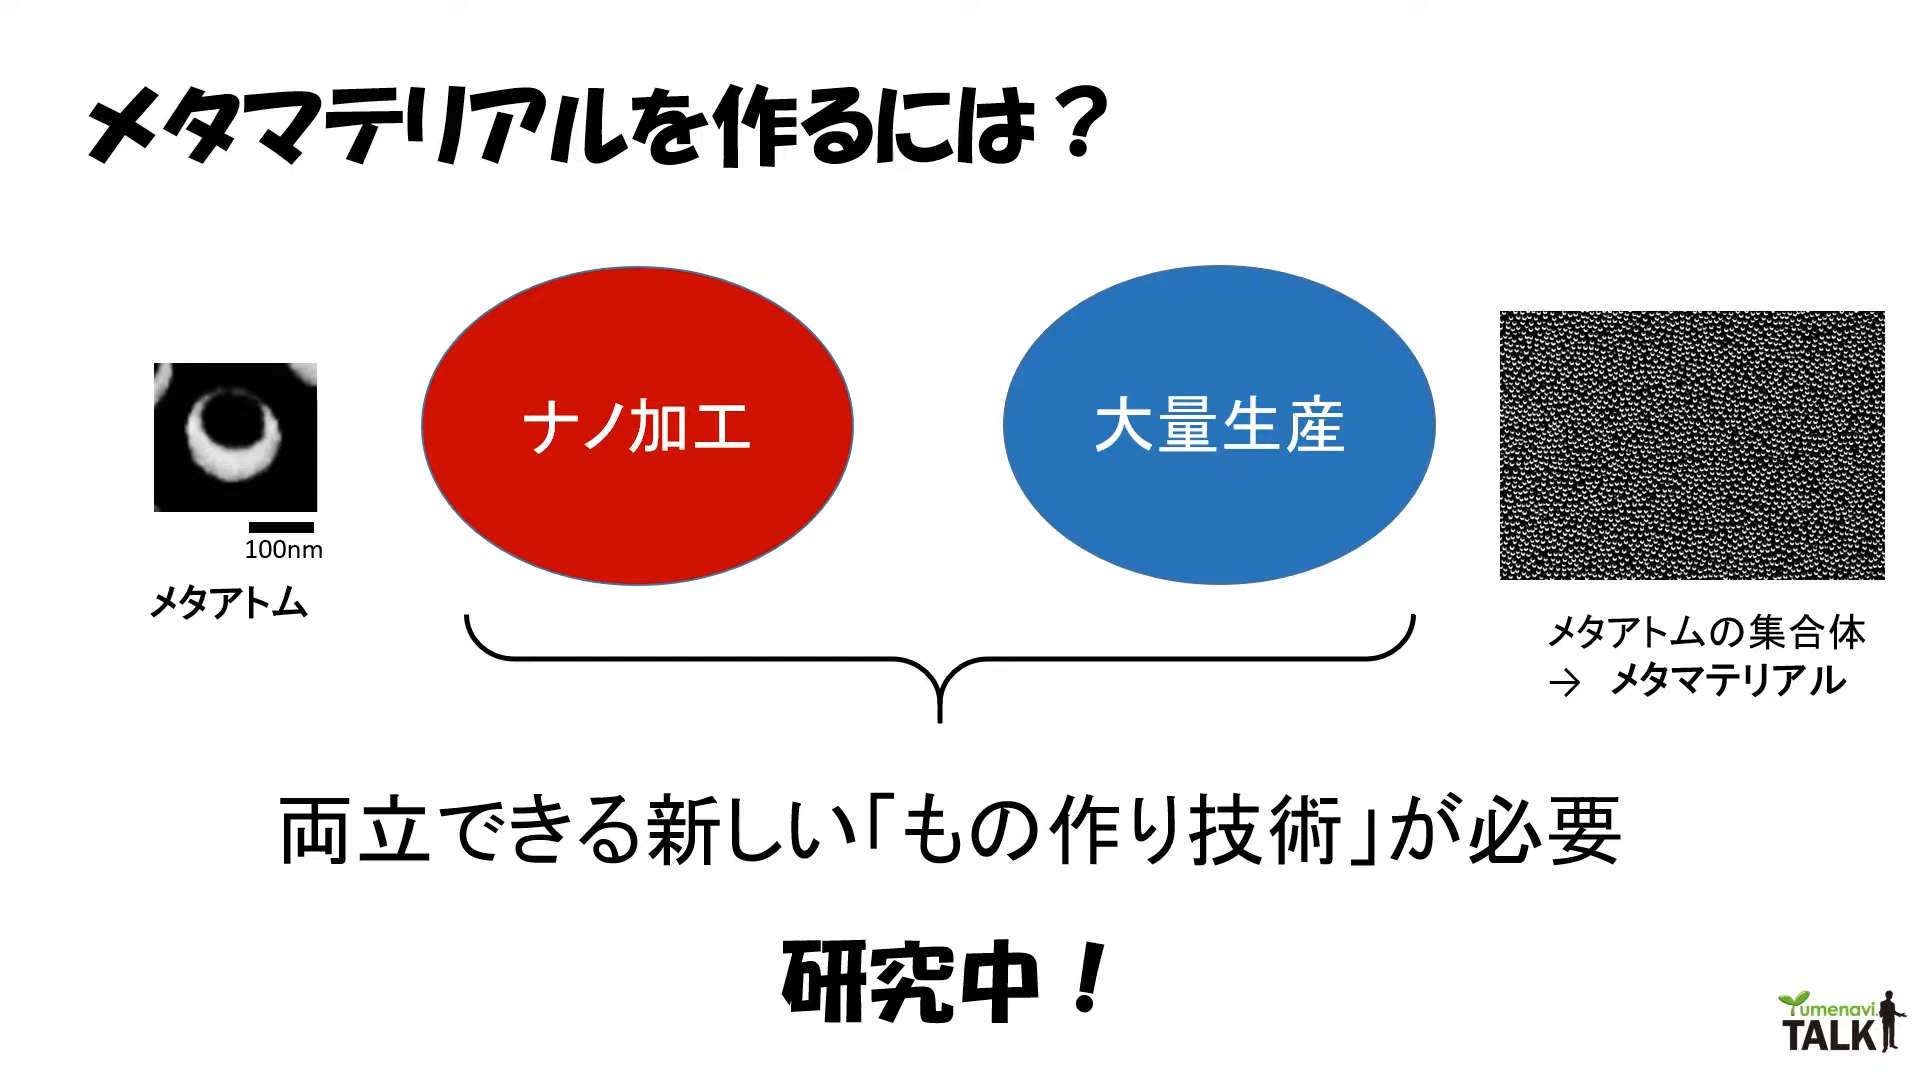 メタマテリアルを作るには？
ナノ加工
大量生産
100nm
メタアトム
メタアトムの集合体
→ メタマテリアル
両立できる新しい「もの作り技術」が必要
研究中！
Yumenavi
TALK